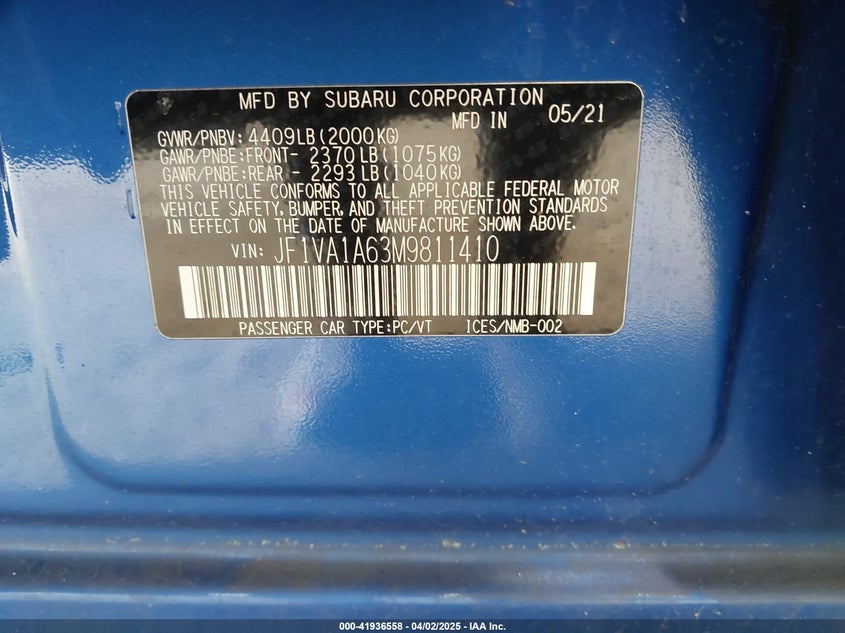 MFD BY SUBARU CORPORATION
MFD IN 05/21
GVWR/PNBV: 4409LB(2000KG)
GAWR/PNBE:FRONT- 2370LB(1075KG)
GAWR/PNBE:REAR - 2293LB(1040KG)
THIS VEHICLE CONFORMS TO ALL APPLICABLE FEDERAL MOTOR
VEHICLE SAFETY, BUMPER, AND THEFT PREVENTION STANDARDS
IN EFFECT ON THE DATE OF MANUFACTURE SHOWN ABOVE.
VIN: JF1VA1A63M9811410
PASSENGER CAR TYPE:PC/VT ICES/NMB-002
000-41936558 - 04/02/2025 - IAA Inc.